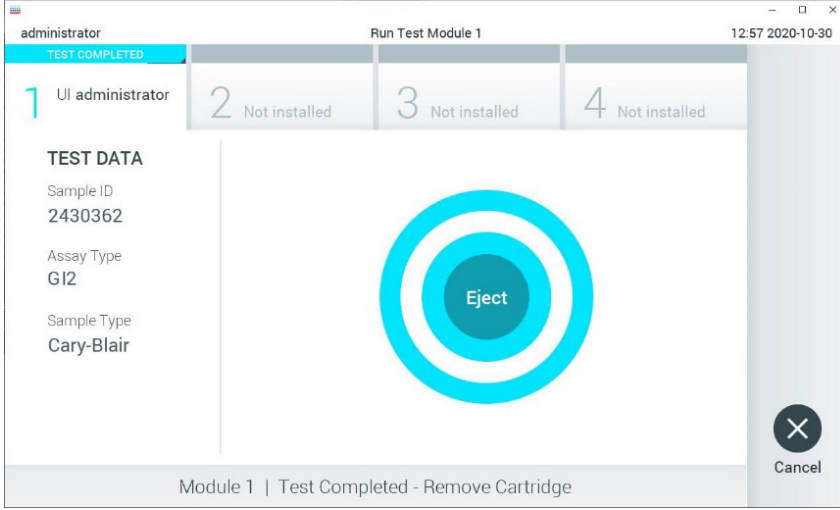 administrator
Run Test Module 1
12:57 2020-10-30
TEST COMPLETED
1 UI administrator
2 Not installed
3 Not installed
4 Not installed
TEST DATA
Sample ID
2430362
Assay Type
GI2
Sample Type
Cary-Blair
Eject
Cancel
Module 1 | Test Completed - Remove Cartridge